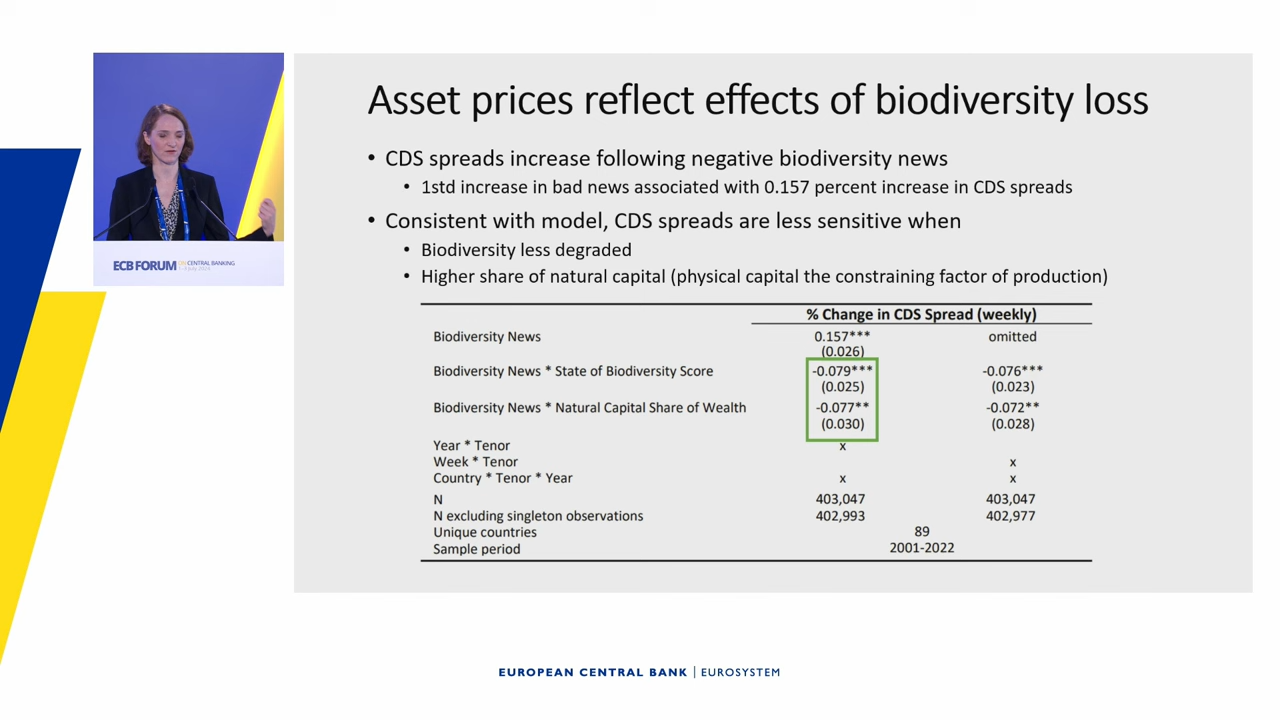 Asset prices reflect effects of biodiversity loss
• CDS spreads increase following negative biodiversity news
• 1std increase in bad news associated with 0.157 percent increase in CDS spreads
• Consistent with model, CDS spreads are less sensitive when
• Biodiversity less degraded
• Higher share of natural capital (physical capital the constraining factor of production)
% Change in CDS Spread (weekly)
Biodiversity News 0.157*** omitted
(0.026)
Biodiversity News * State of Biodiversity Score -0.079*** -0.076***
(0.025) (0.023)
Biodiversity News * Natural Capital Share of Wealth -0.077** -0.072**
(0.030) (0.028)
Year * Tenor x
Week * Tenor x
Country * Tenor * Year x x
N 403,047 403,047
N excluding singleton observations 402,993 402,977
Unique countries 89
Sample period 2001-2022
ECB FORUM ON CENTRAL BANKING
EUROPEAN CENTRAL BANK | EUROSYSTEM